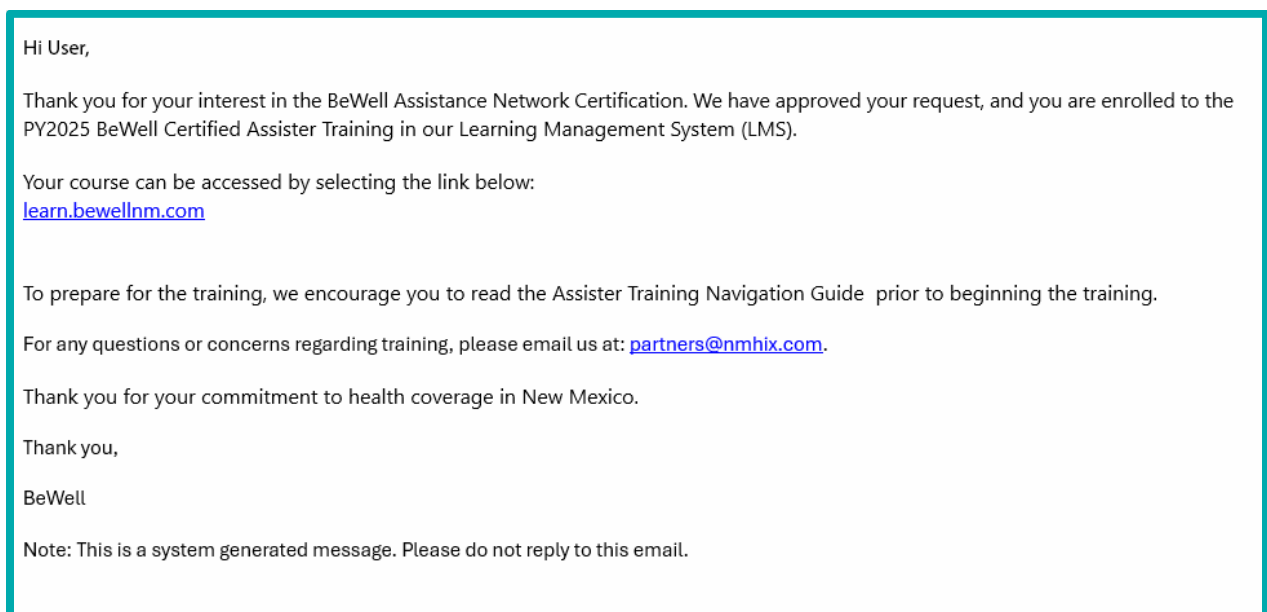 Hi User,
Thank you for your interest in the BeWell Assistance Network Certification. We have approved your request, and you are enrolled to the
PY2025 BeWell Certified Assister Training in our Learning Management System (LMS).
Your course can be accessed by selecting the link below:
learn.bewellnm.com
To prepare for the training, we encourage you to read the Assister Training Navigation Guide  prior to beginning the training.
For any questions or concerns regarding training, please email us at: partners@nmhix.com.
Thank you for your commitment to health coverage in New Mexico.
Thank you,
BeWell
Note: This is a system generated message. Please do not reply to this email.